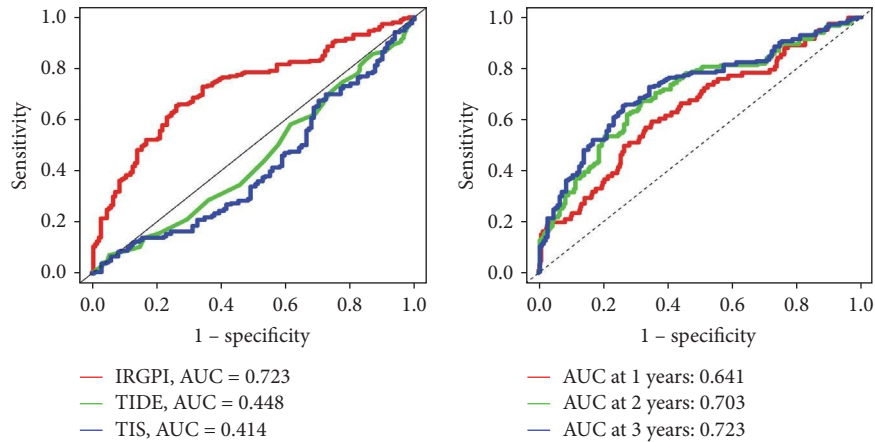 1.0
0.8
0.6
0.4
0.2
0.0
Sensitivity
0.0 0.2 0.4 0.6 0.8 1.0
1 – specificity
IRGPI, AUC = 0.723
TIDE, AUC = 0.448
TIS, AUC = 0.414
1.0
0.8
0.6
0.4
0.2
0.0
Sensitivity
0.0 0.2 0.4 0.6 0.8 1.0
1 – specificity
AUC at 1 years: 0.641
AUC at 2 years: 0.703
AUC at 3 years: 0.723